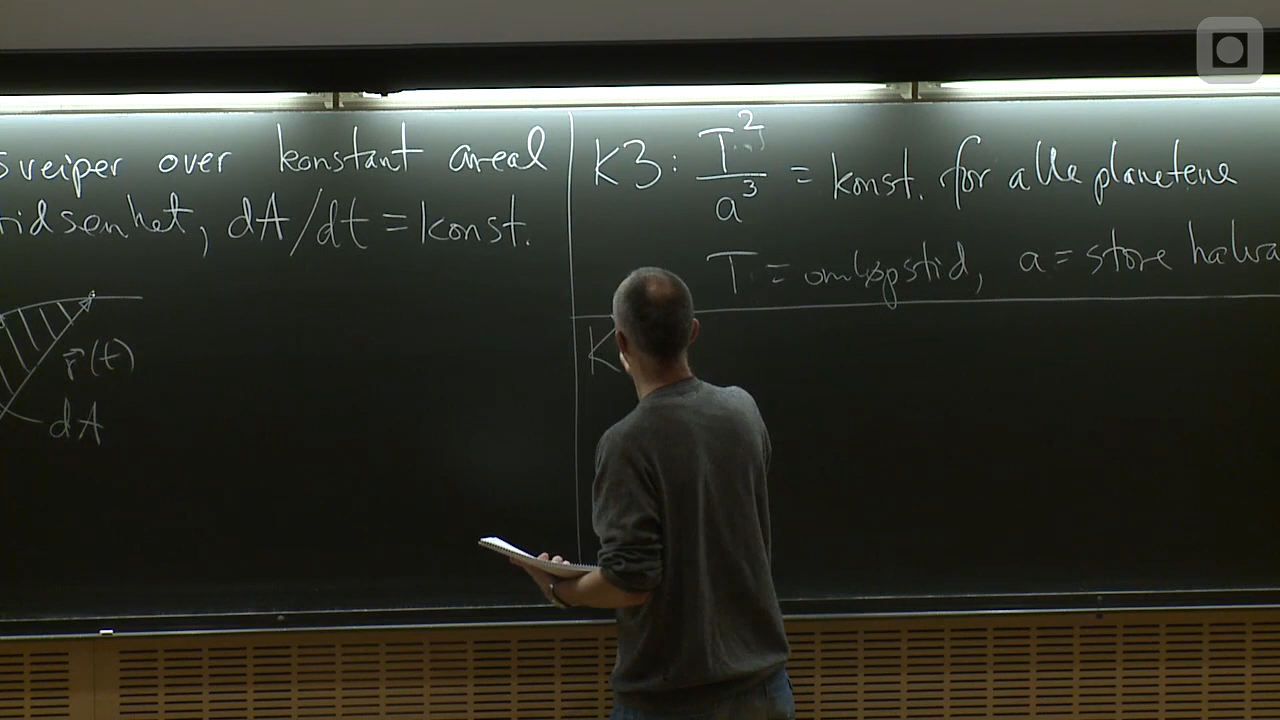 sveiper over konstant areal
tidsenhet, dA/dt = konst.
r⃗(t)
dA
K3: T²/a³ = konst. for alle planetene
T = omløpstid, a = store halva
K